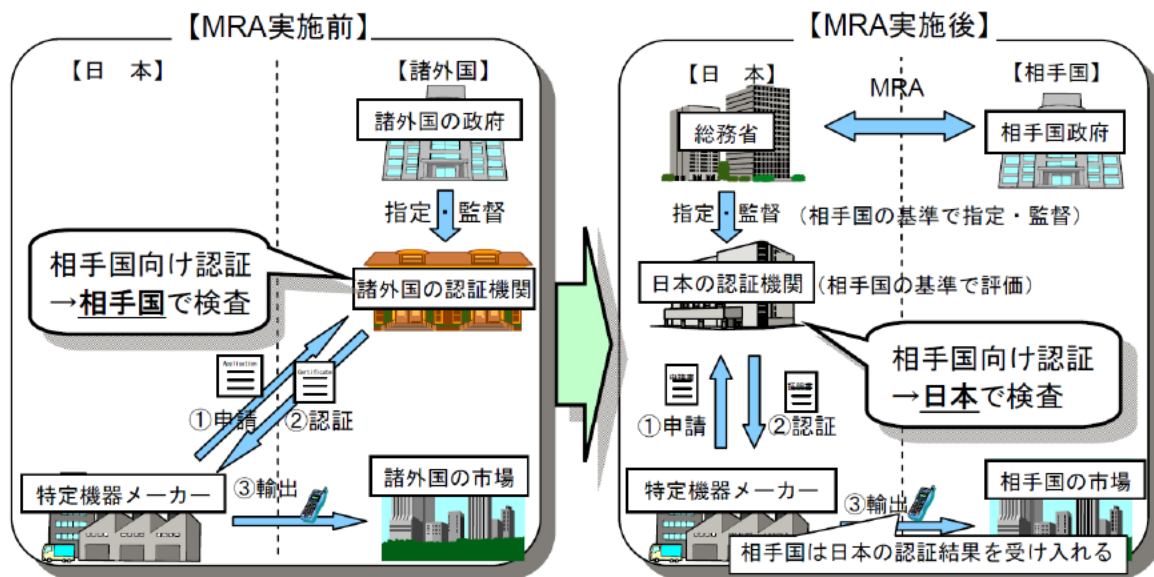 【MRA実施前】
【日　本】
【諸外国】
諸外国の政府
指定・監督
相手国向け認証
→相手国で検査
諸外国の認証機関
Application
Certificate
①申請
②認証
特定機器メーカー
③輸出
諸外国の市場
【MRA実施後】
【日　本】
【相手国】
MRA
総務省
相手国政府
指定・監督
(相手国の基準で指定・監督)
日本の認証機関
(相手国の基準で評価)
相手国向け認証
→日本で検査
申請書
証明書
①申請
②認証
特定機器メーカー
③輸出
相手国の市場
相手国は日本の認証結果を受け入れる